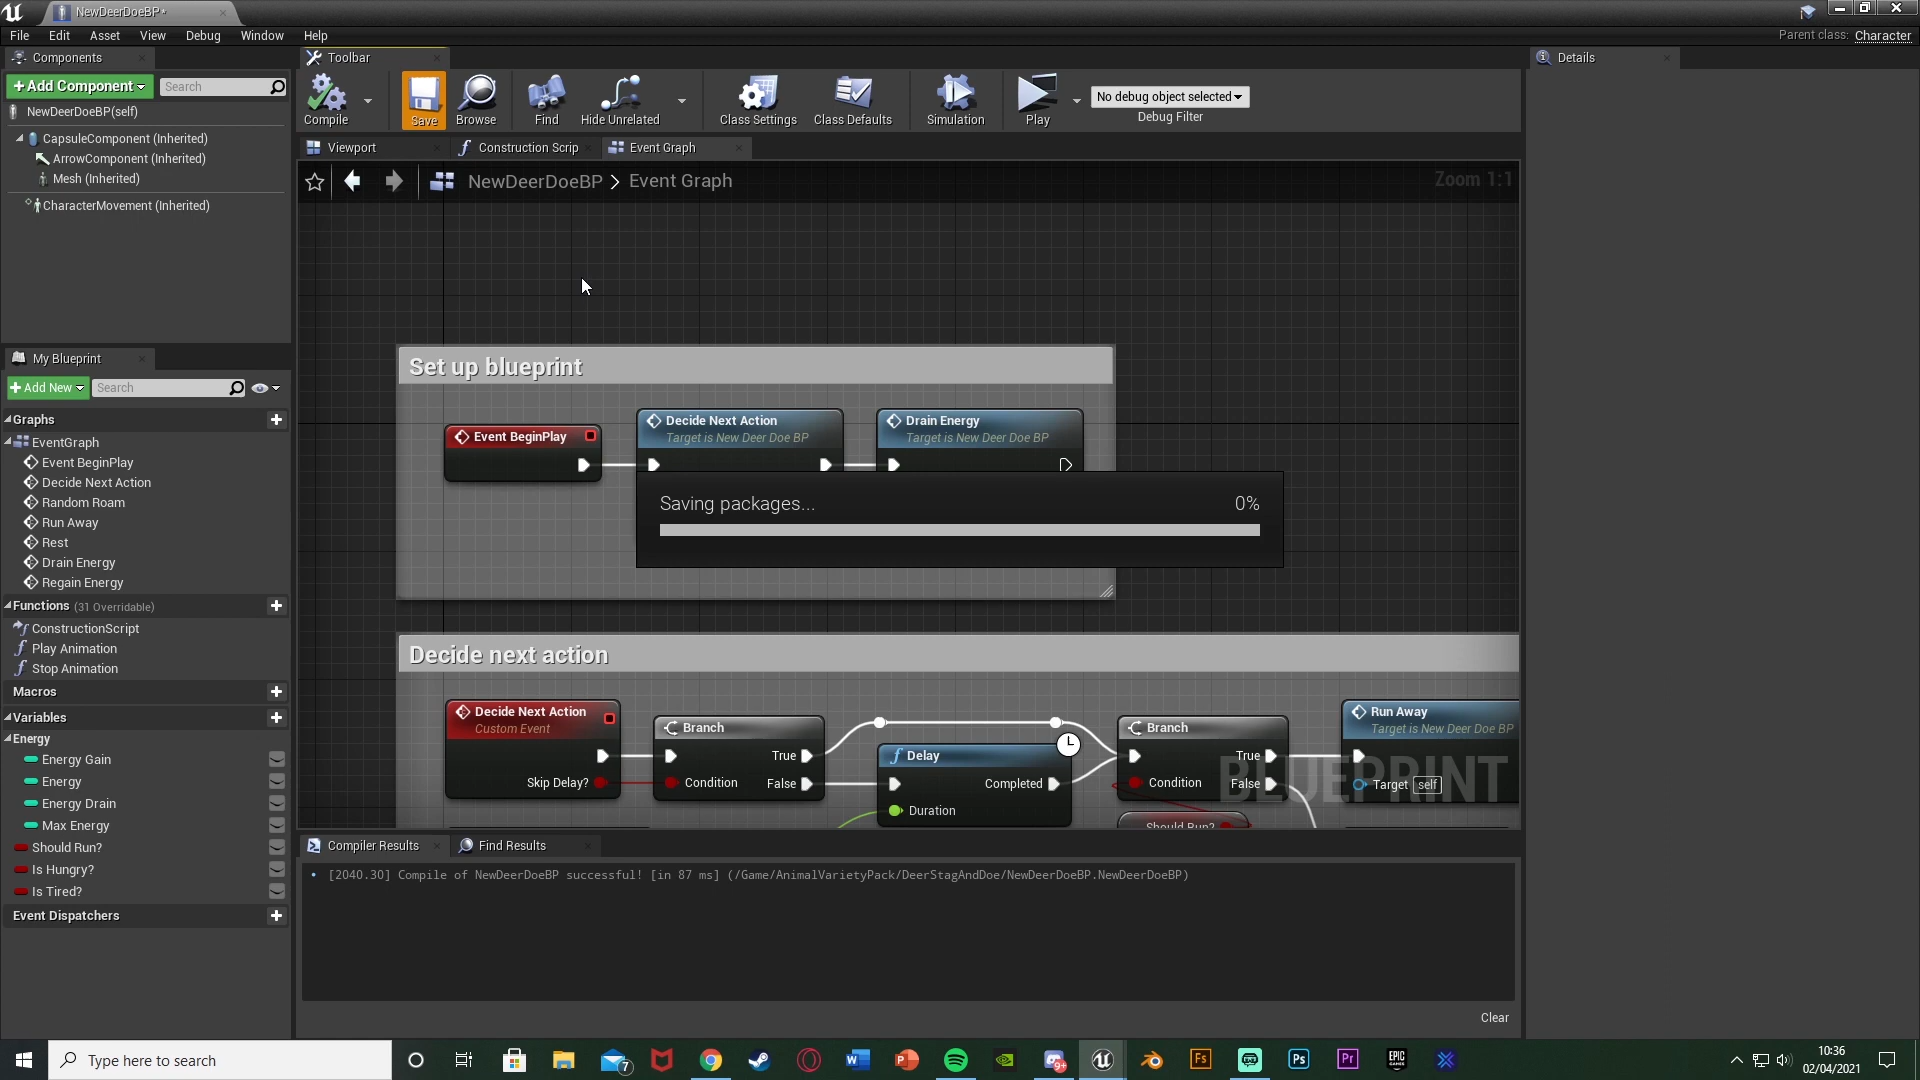 NewDeerDoeBP*
File Edit Asset View Debug Window Help
Parent class: Character
Components
+Add Component
Search
NewDeerDoeBP(self)
CapsuleComponent (Inherited)
ArrowComponent (Inherited)
Mesh (Inherited)
CharacterMovement (Inherited)
My Blueprint
+Add New
Search
Graphs
EventGraph
Event BeginPlay
Decide Next Action
Random Roam
Run Away
Rest
Drain Energy
Regain Energy
Functions (31 Overridable)
ConstructionScript
Play Animation
Stop Animation
Macros
Variables
Energy
Energy Gain
Energy
Energy Drain
Max Energy
Should Run?
Is Hungry?
Is Tired?
Event Dispatchers
Toolbar
Compile
Save
Browse
Find
Hide Unrelated
Class Settings
Class Defaults
Simulation
Play
No debug object selected
Debug Filter
Viewport
Construction Scrip
Event Graph
NewDeerDoeBP > Event Graph
Zoom 1:1
Set up blueprint
Event BeginPlay
Decide Next Action
Target is New Deer Doe BP
Drain Energy
Target is New Deer Doe BP
Saving packages...
0%
Decide next action
Decide Next Action
Custom Event
Skip Delay?
Branch
True
Condition
False
Delay
Completed
Duration
Branch
True
Condition
False
Should Run?
Run Away
Target is New Deer Doe BP
Target self
BLUEPRINT
Compiler Results
Find Results
[2040.30] Compile of NewDeerDoeBP successful! [in 87 ms] (/Game/AnimalVarietyPack/DeerStagAndDoe/NewDeerDoeBP.NewDeerDoeBP)
Clear
Details
Type here to search
7
9+
Fs
Ps
Pr
EPIC
GAMES
10:36
02/04/2021